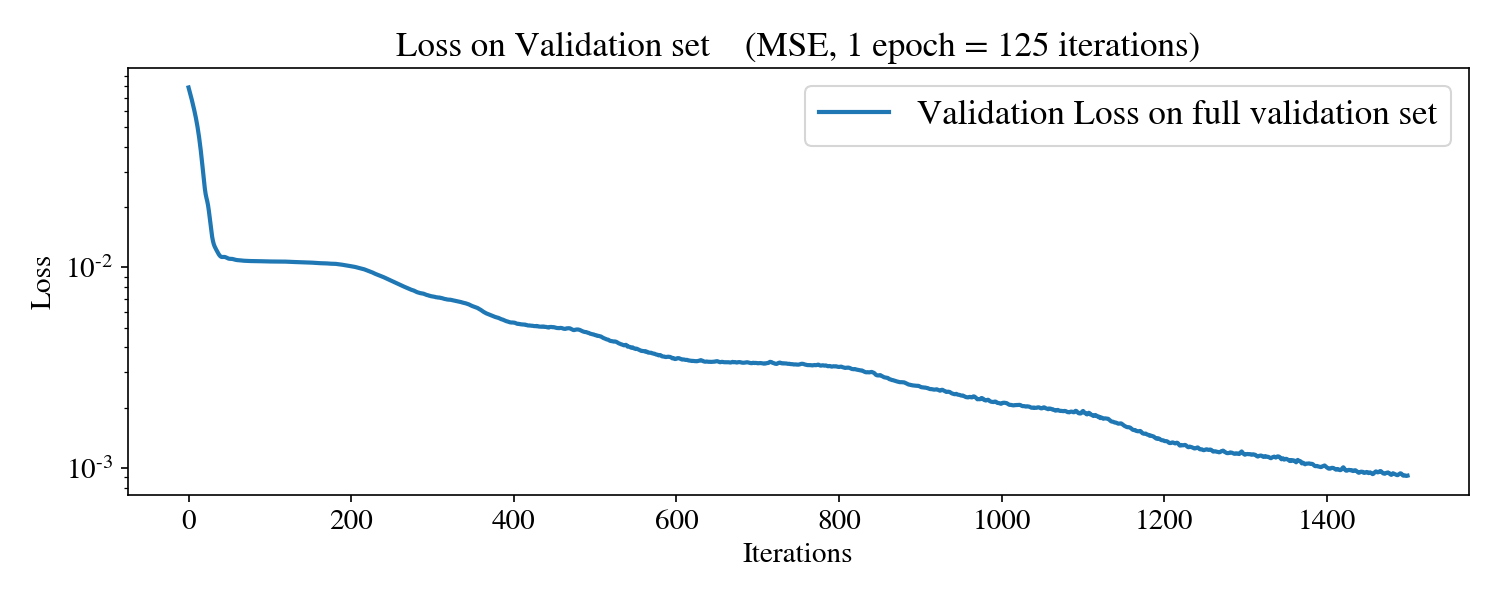 Loss on Validation set (MSE, 1 epoch = 125 iterations)
Validation Loss on full validation set
Loss
10^-2
10^-3
0 200 400 600 800 1000 1200 1400
Iterations